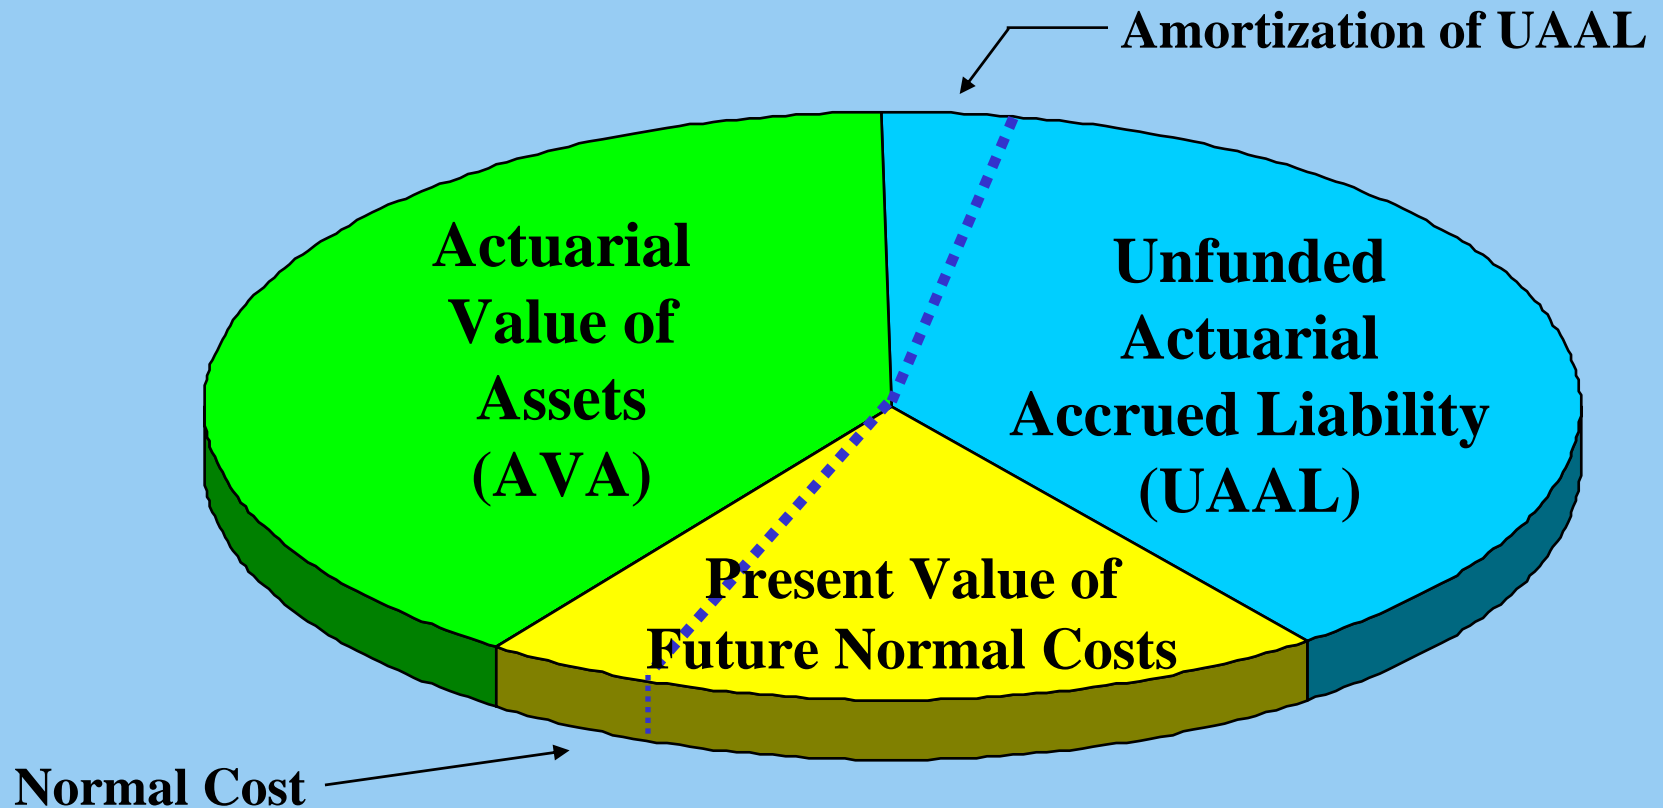 Amortization of UAAL
Actuarial
Value of
Assets
(AVA)
Unfunded
Actuarial
Accrued Liability
(UAAL)
Present Value of
Future Normal Costs
Normal Cost